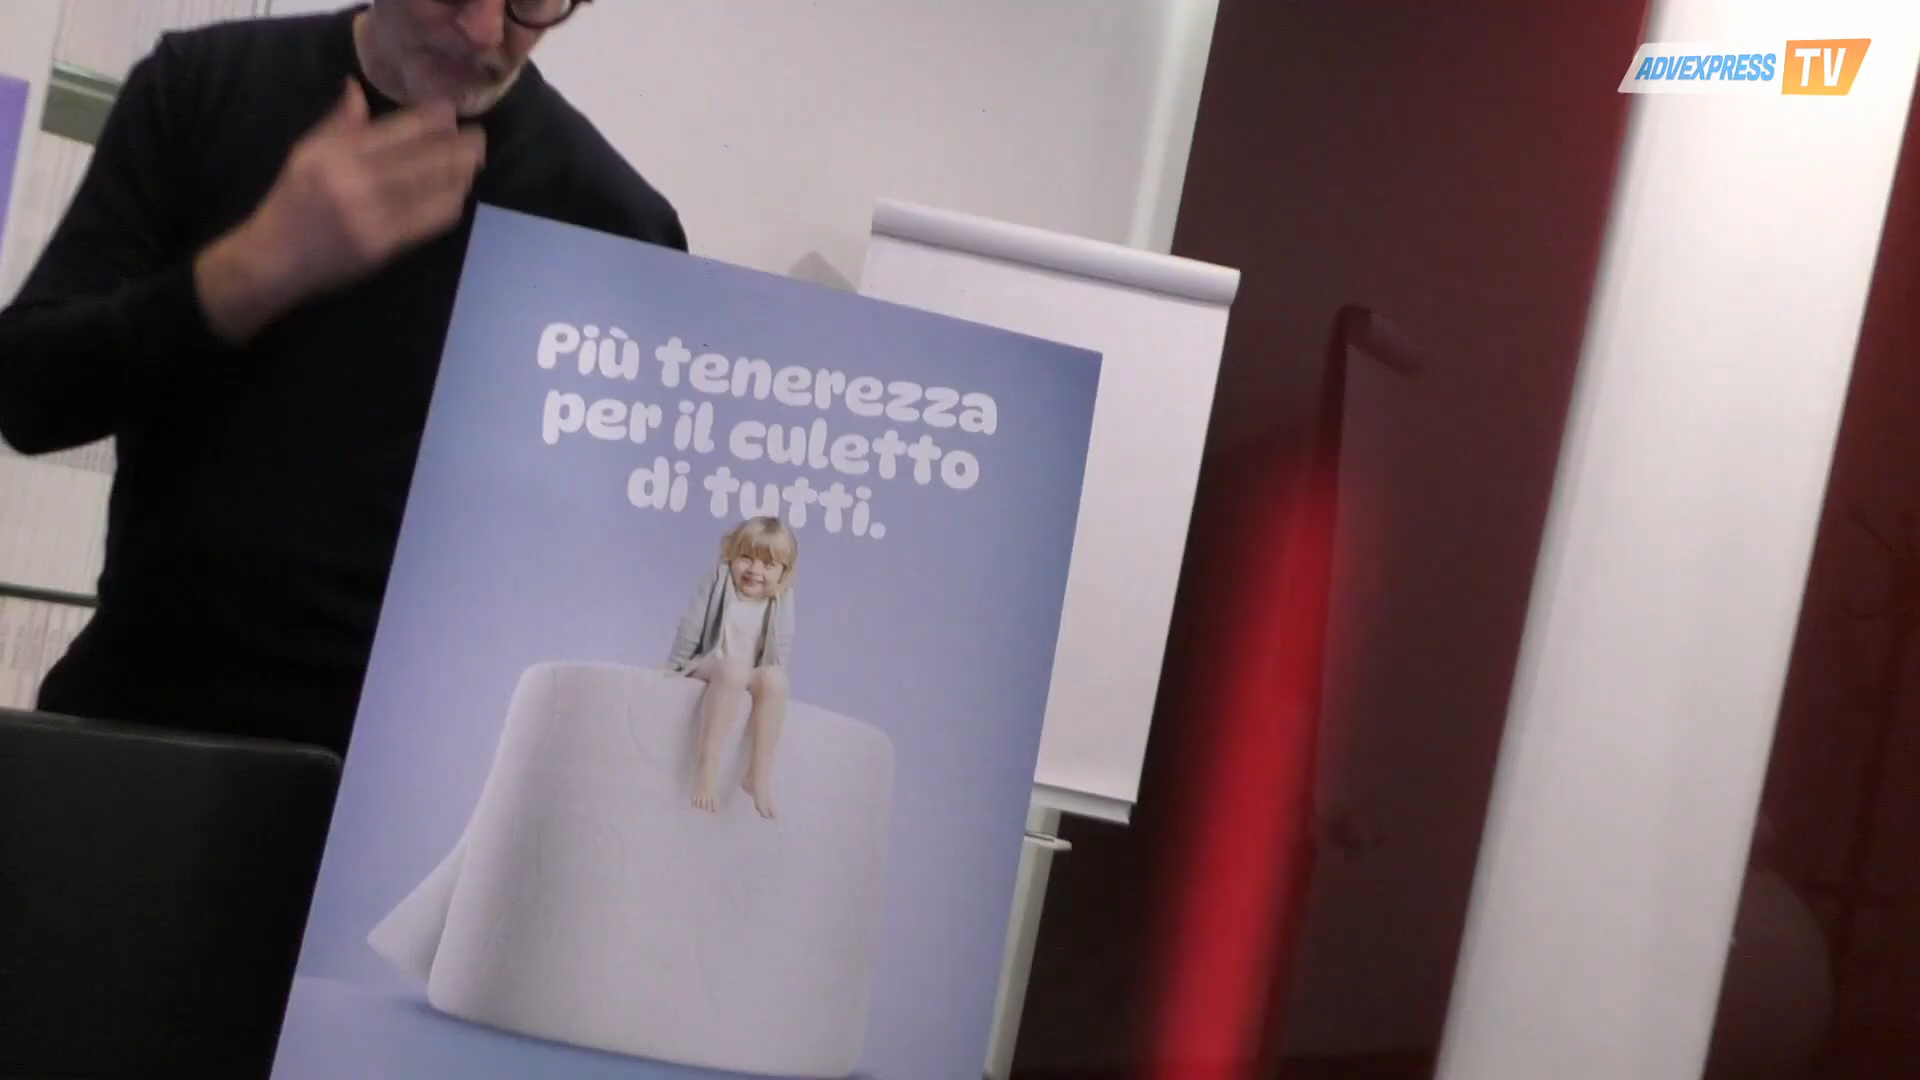 ADVEXPRESS TV
Più tenerezza
per il culetto
di tutti.